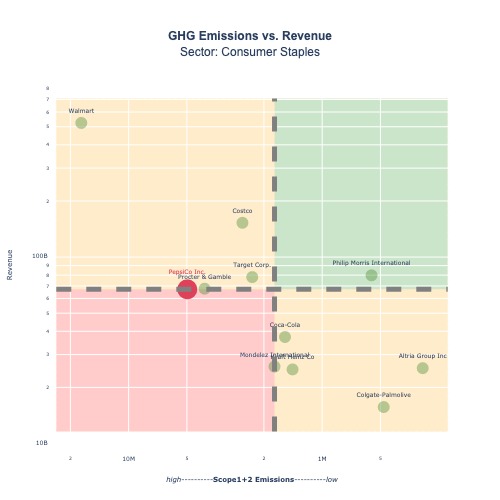 GHG Emissions vs. Revenue
Sector: Consumer Staples
8
7
6
5
4
3
2
100B
9
8
7
6
5
4
3
2
10B
Revenue
Walmart
Costco
Target Corp.
Philip Morris International
PepsiCo Inc.
Procter & Gamble
Coca-Cola
Mondelez International
Heinz Co
Altria Group Inc
Colgate-Palmolive
2
10M
5
2
1M
5
high----------Scope1+2 Emissions----------low